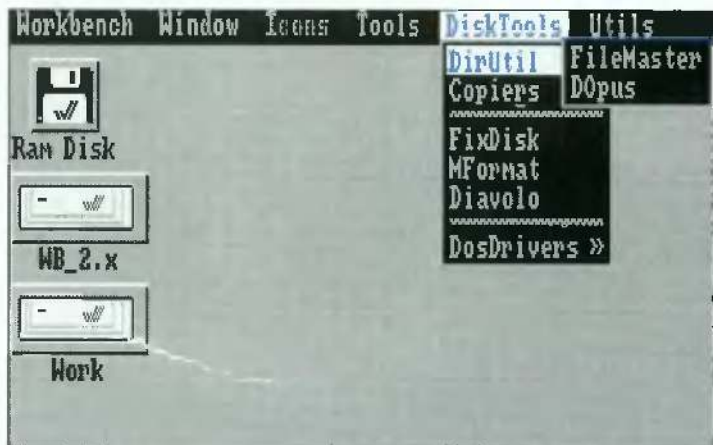 Workbench Window Icons Tools DiskTools Utils
DirUtil
FileMaster
Copiers
DOpus
FixDisk
MFormat
Diavolo
DosDrivers »
Ram Disk
WB_2.x
Work